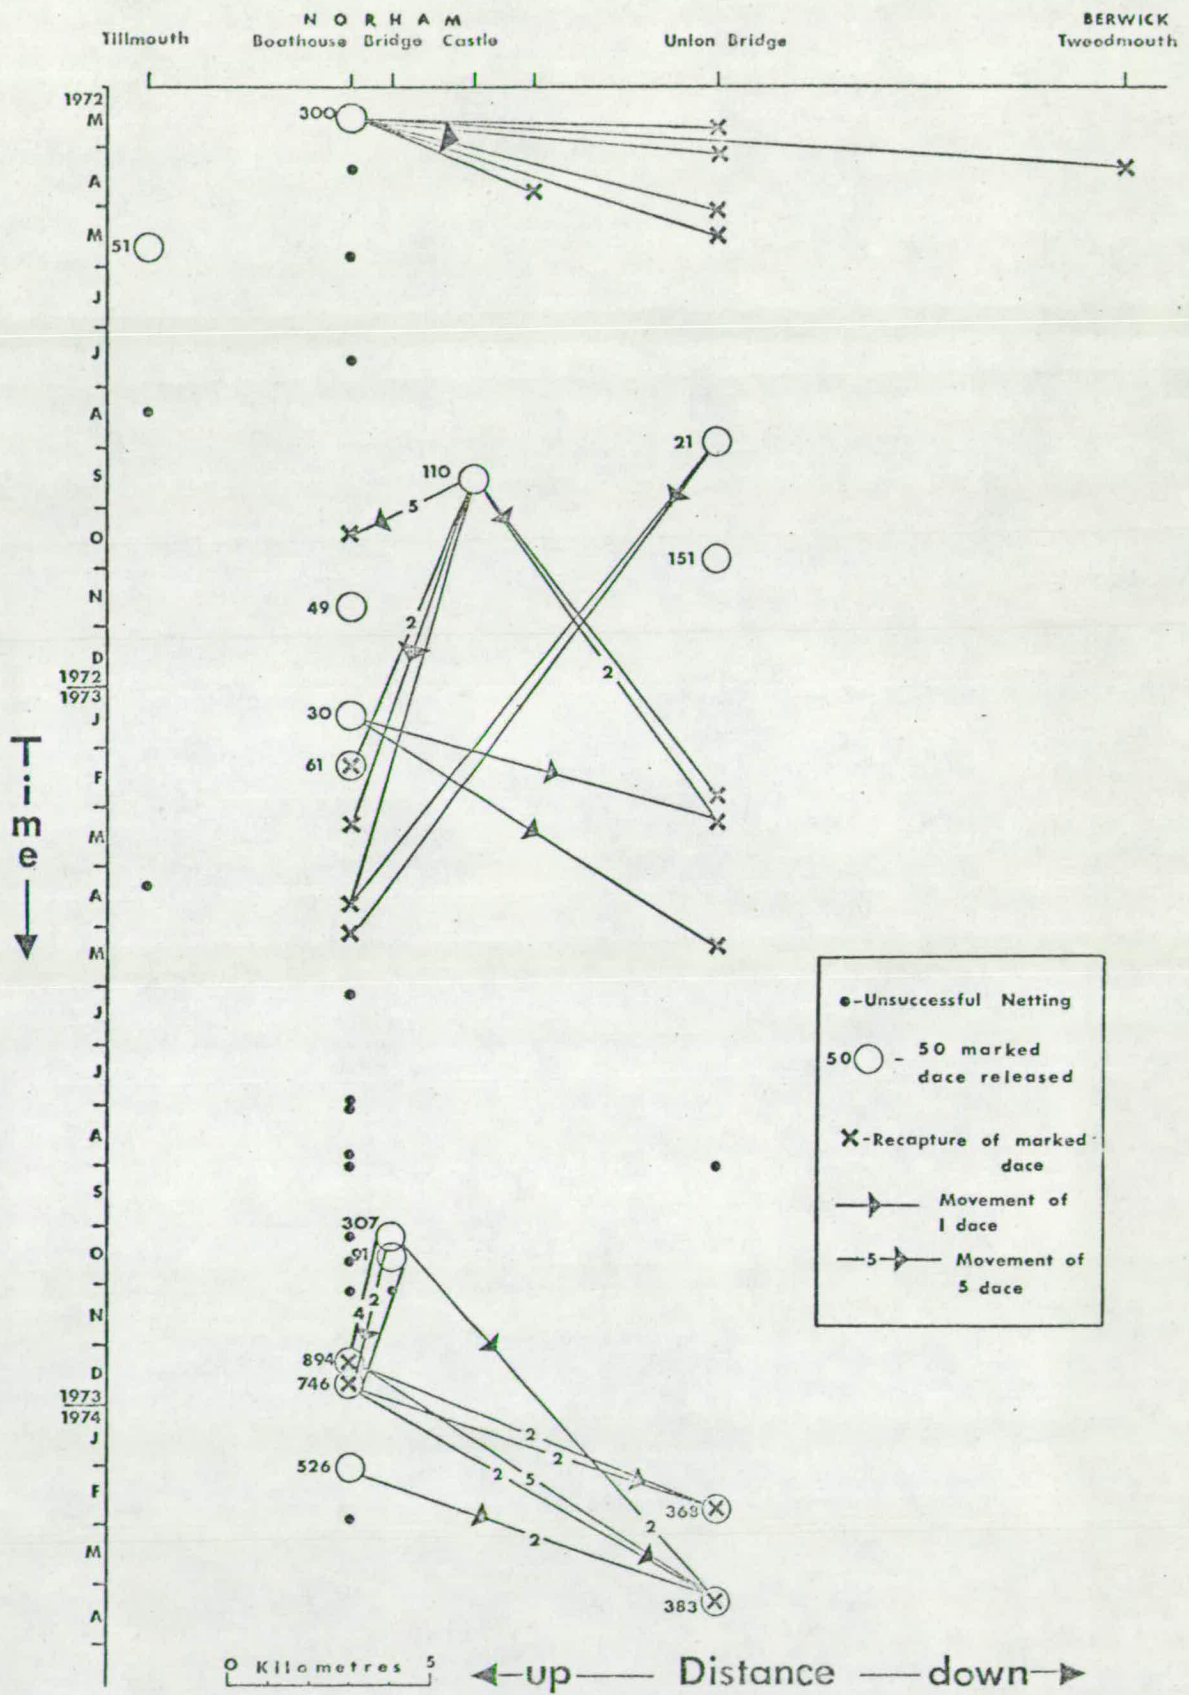 N O R H A M
BERWICK
Tillmouth
Boathouse Bridge Castle
Union Bridge
Tweedmouth
1972
M
300
A
M
51
J
J
A
21
S
110
5
O
151
N
49
2
D
2
1972
1973
J
30
61
F
M
A
M
J
J
A
S
307
O
91
2
N
4
894
D
746
1973
1974
J
2
2
526
2
5
F
368
2
2
M
383
A
Time
●-Unsuccessful Netting
50 - 50 marked
dace released
X-Recapture of marked
dace
Movement of
1 dace
5 Movement of
5 dace
0 Kilometres 5
up Distance down